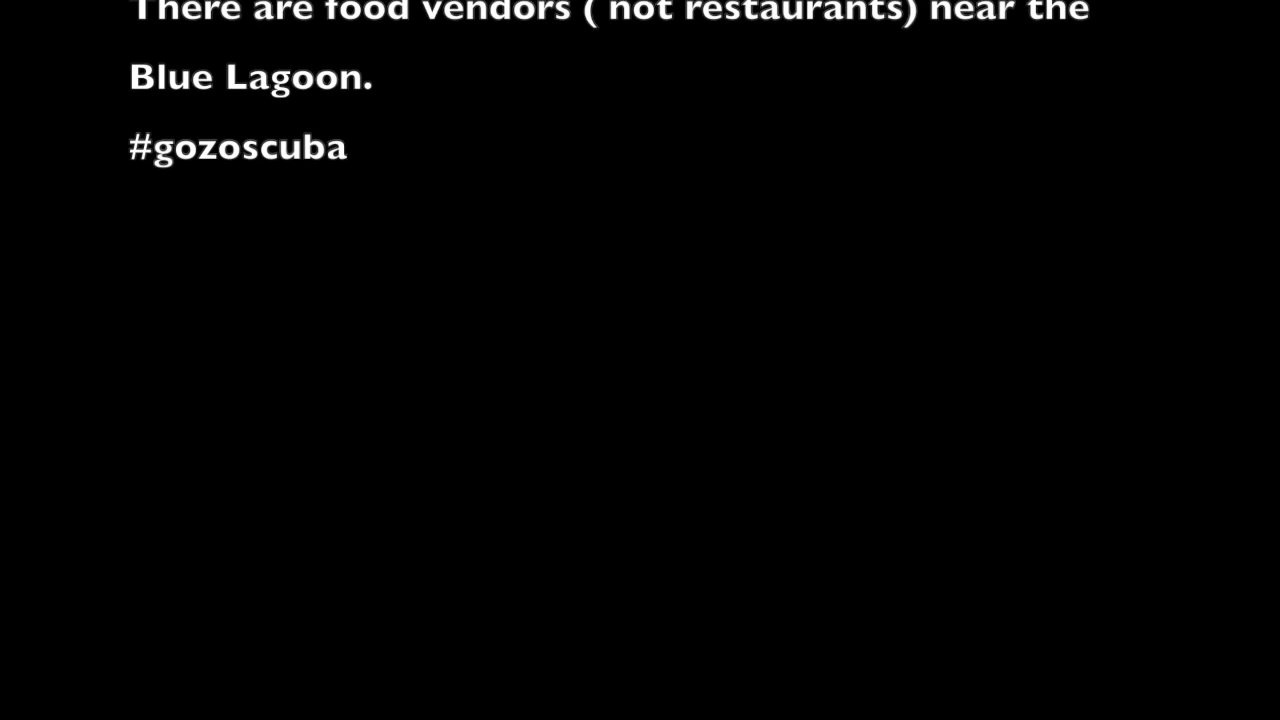 There are food vendors ( not restaurants) near the
Blue Lagoon.
#gozoscuba